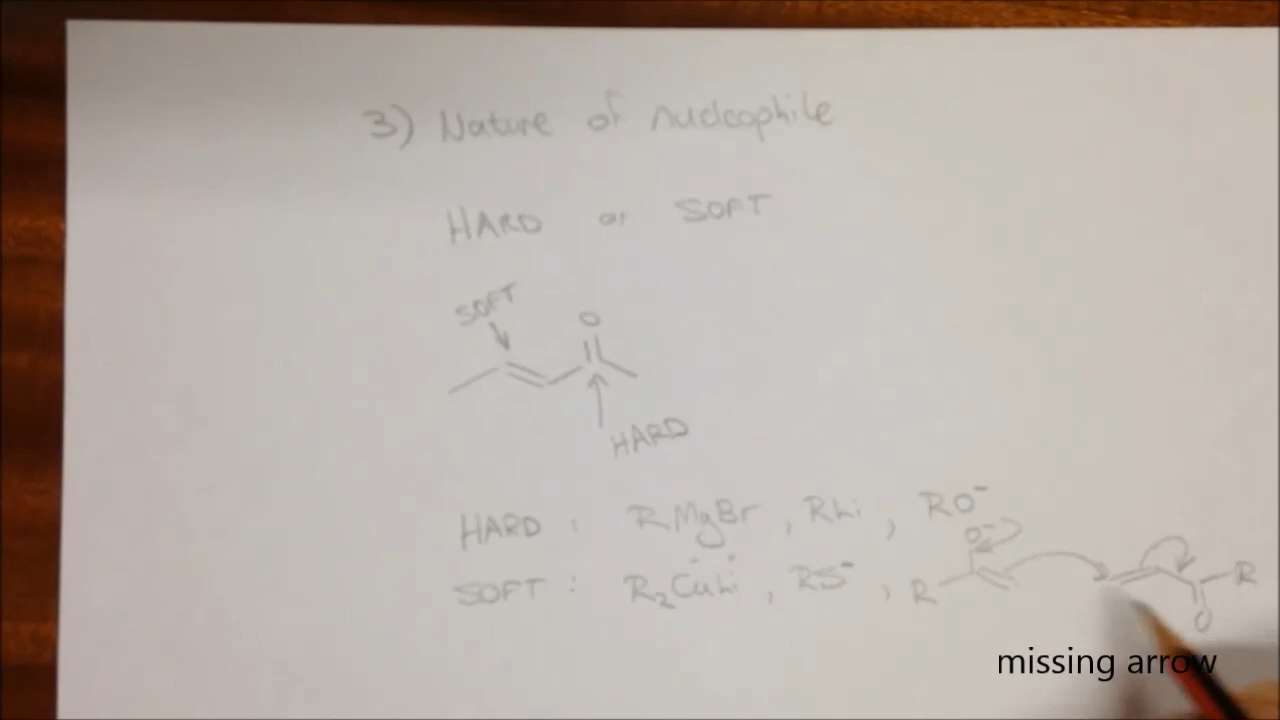 3) Nature of nucleophile
HARD or SOFT
SOFT
O
HARD
HARD : RMgBr , RLi , RO⁻
SOFT : R₂CuLi , RS⁻ , R O⁻ R O
missing arrow